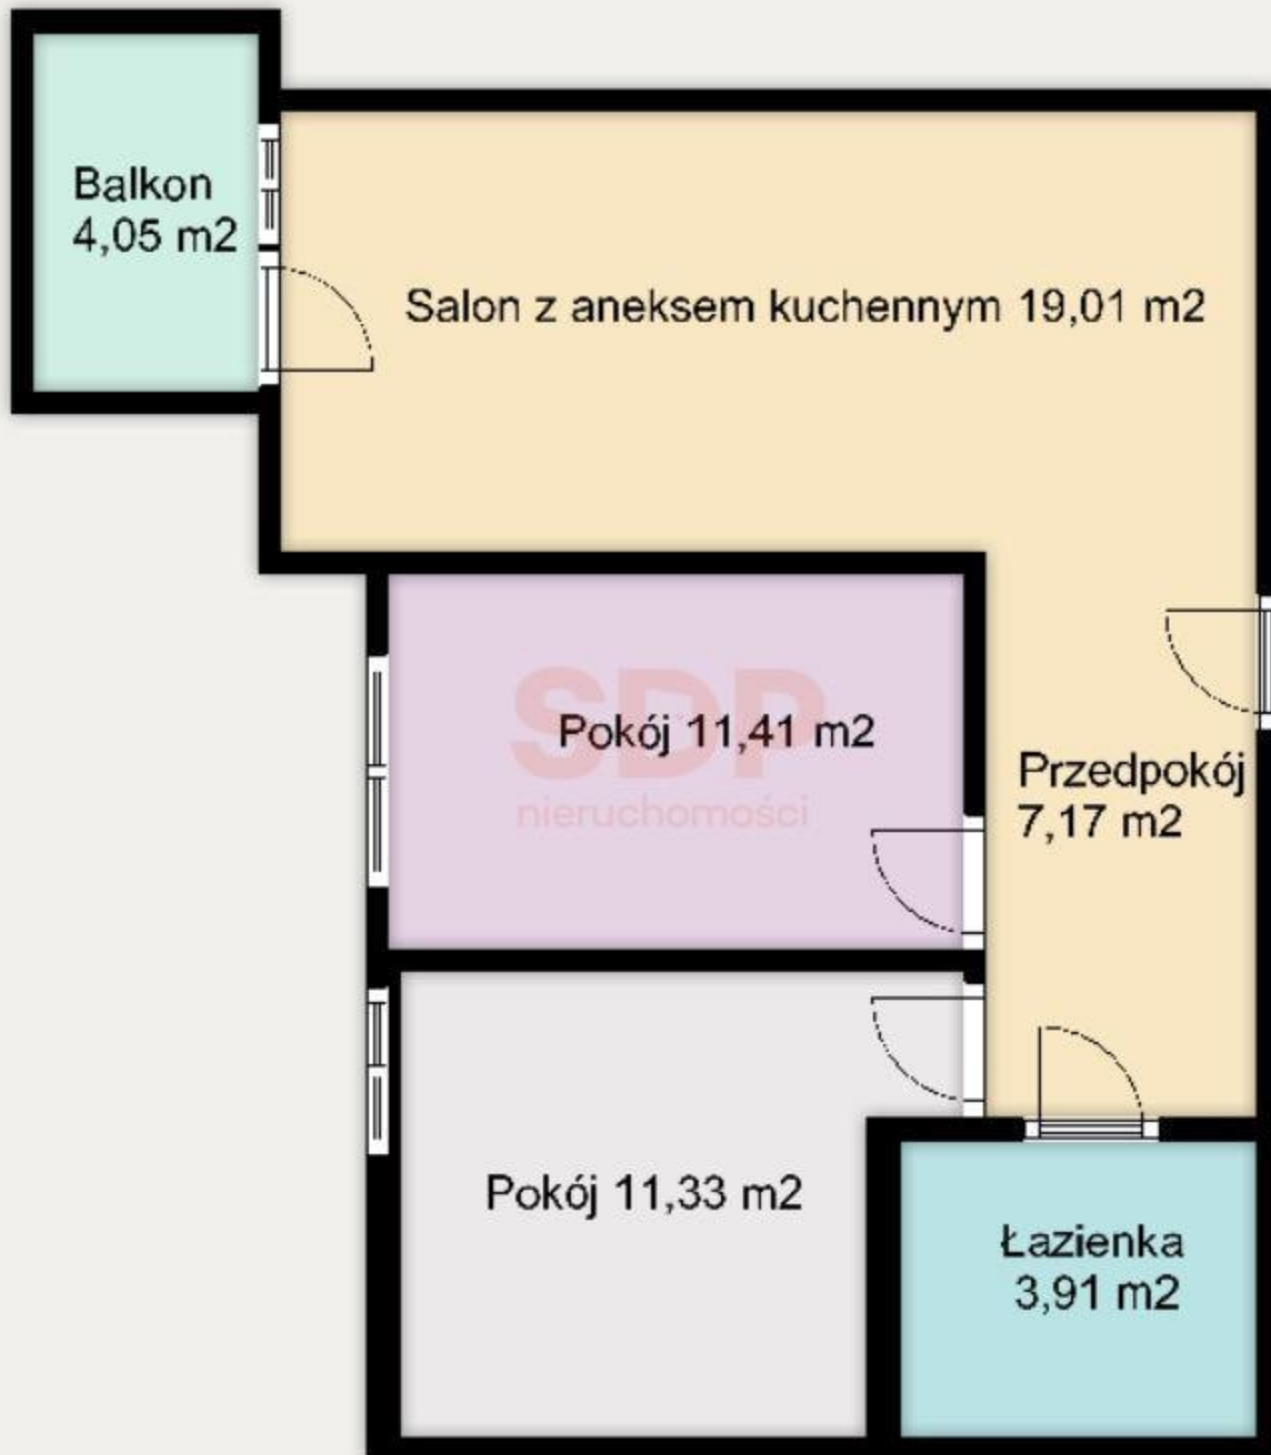 Balkon
4,05 m2
Salon z aneksem kuchennym 19,01 m2
SDP
nieruchomości
Pokój 11,41 m2
Przedpokój
7,17 m2
Pokój 11,33 m2
Łazienka
3,91 m2